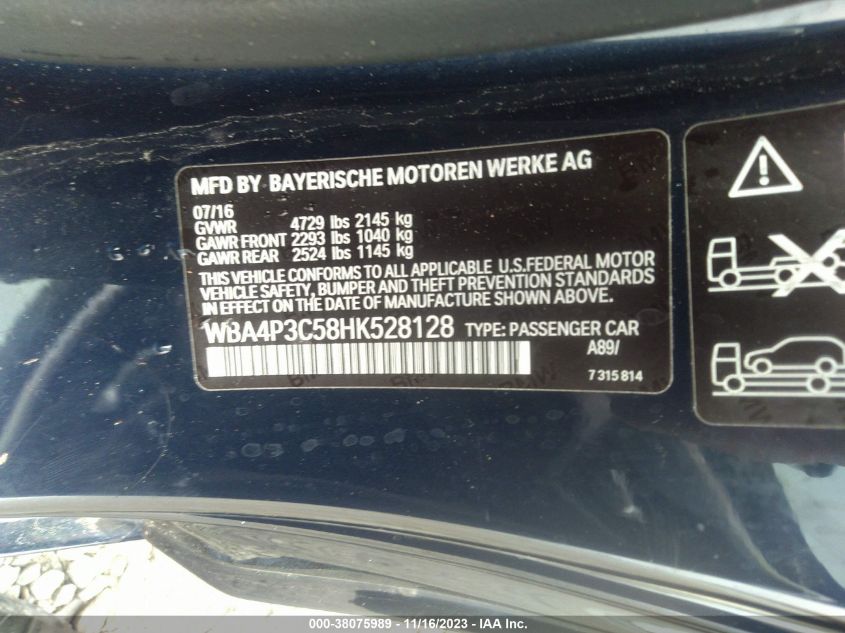 MFD BY BAYERISCHE MOTOREN WERKE AG
07/16
GVWR 4729 lbs 2145 kg
GAWR FRONT 2293 lbs 1040 kg
GAWR REAR 2524 lbs 1145 kg
THIS VEHICLE CONFORMS TO ALL APPLICABLE U.S.FEDERAL MOTOR
VEHICLE SAFETY, BUMPER AND THEFT PREVENTION STANDARDS
IN EFFECT ON THE DATE OF MANUFACTURE SHOWN ABOVE.
WBA4P3C58HK528128 TYPE: PASSENGER CAR
A89/
7 315 814
000-38075989 - 11/16/2023 - IAA Inc.